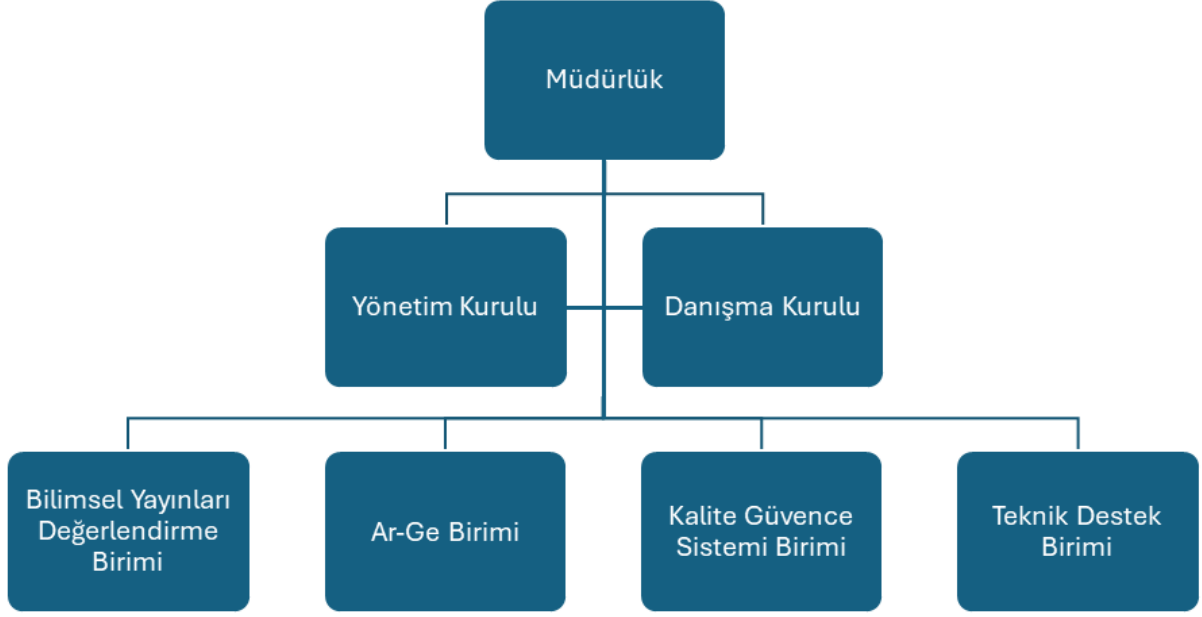 Müdürlük
Yönetim Kurulu
Danışma Kurulu
Bilimsel Yayınları
Değerlendirme
Birimi
Ar-Ge Birimi
Kalite Güvence
Sistemi Birimi
Teknik Destek
Birimi